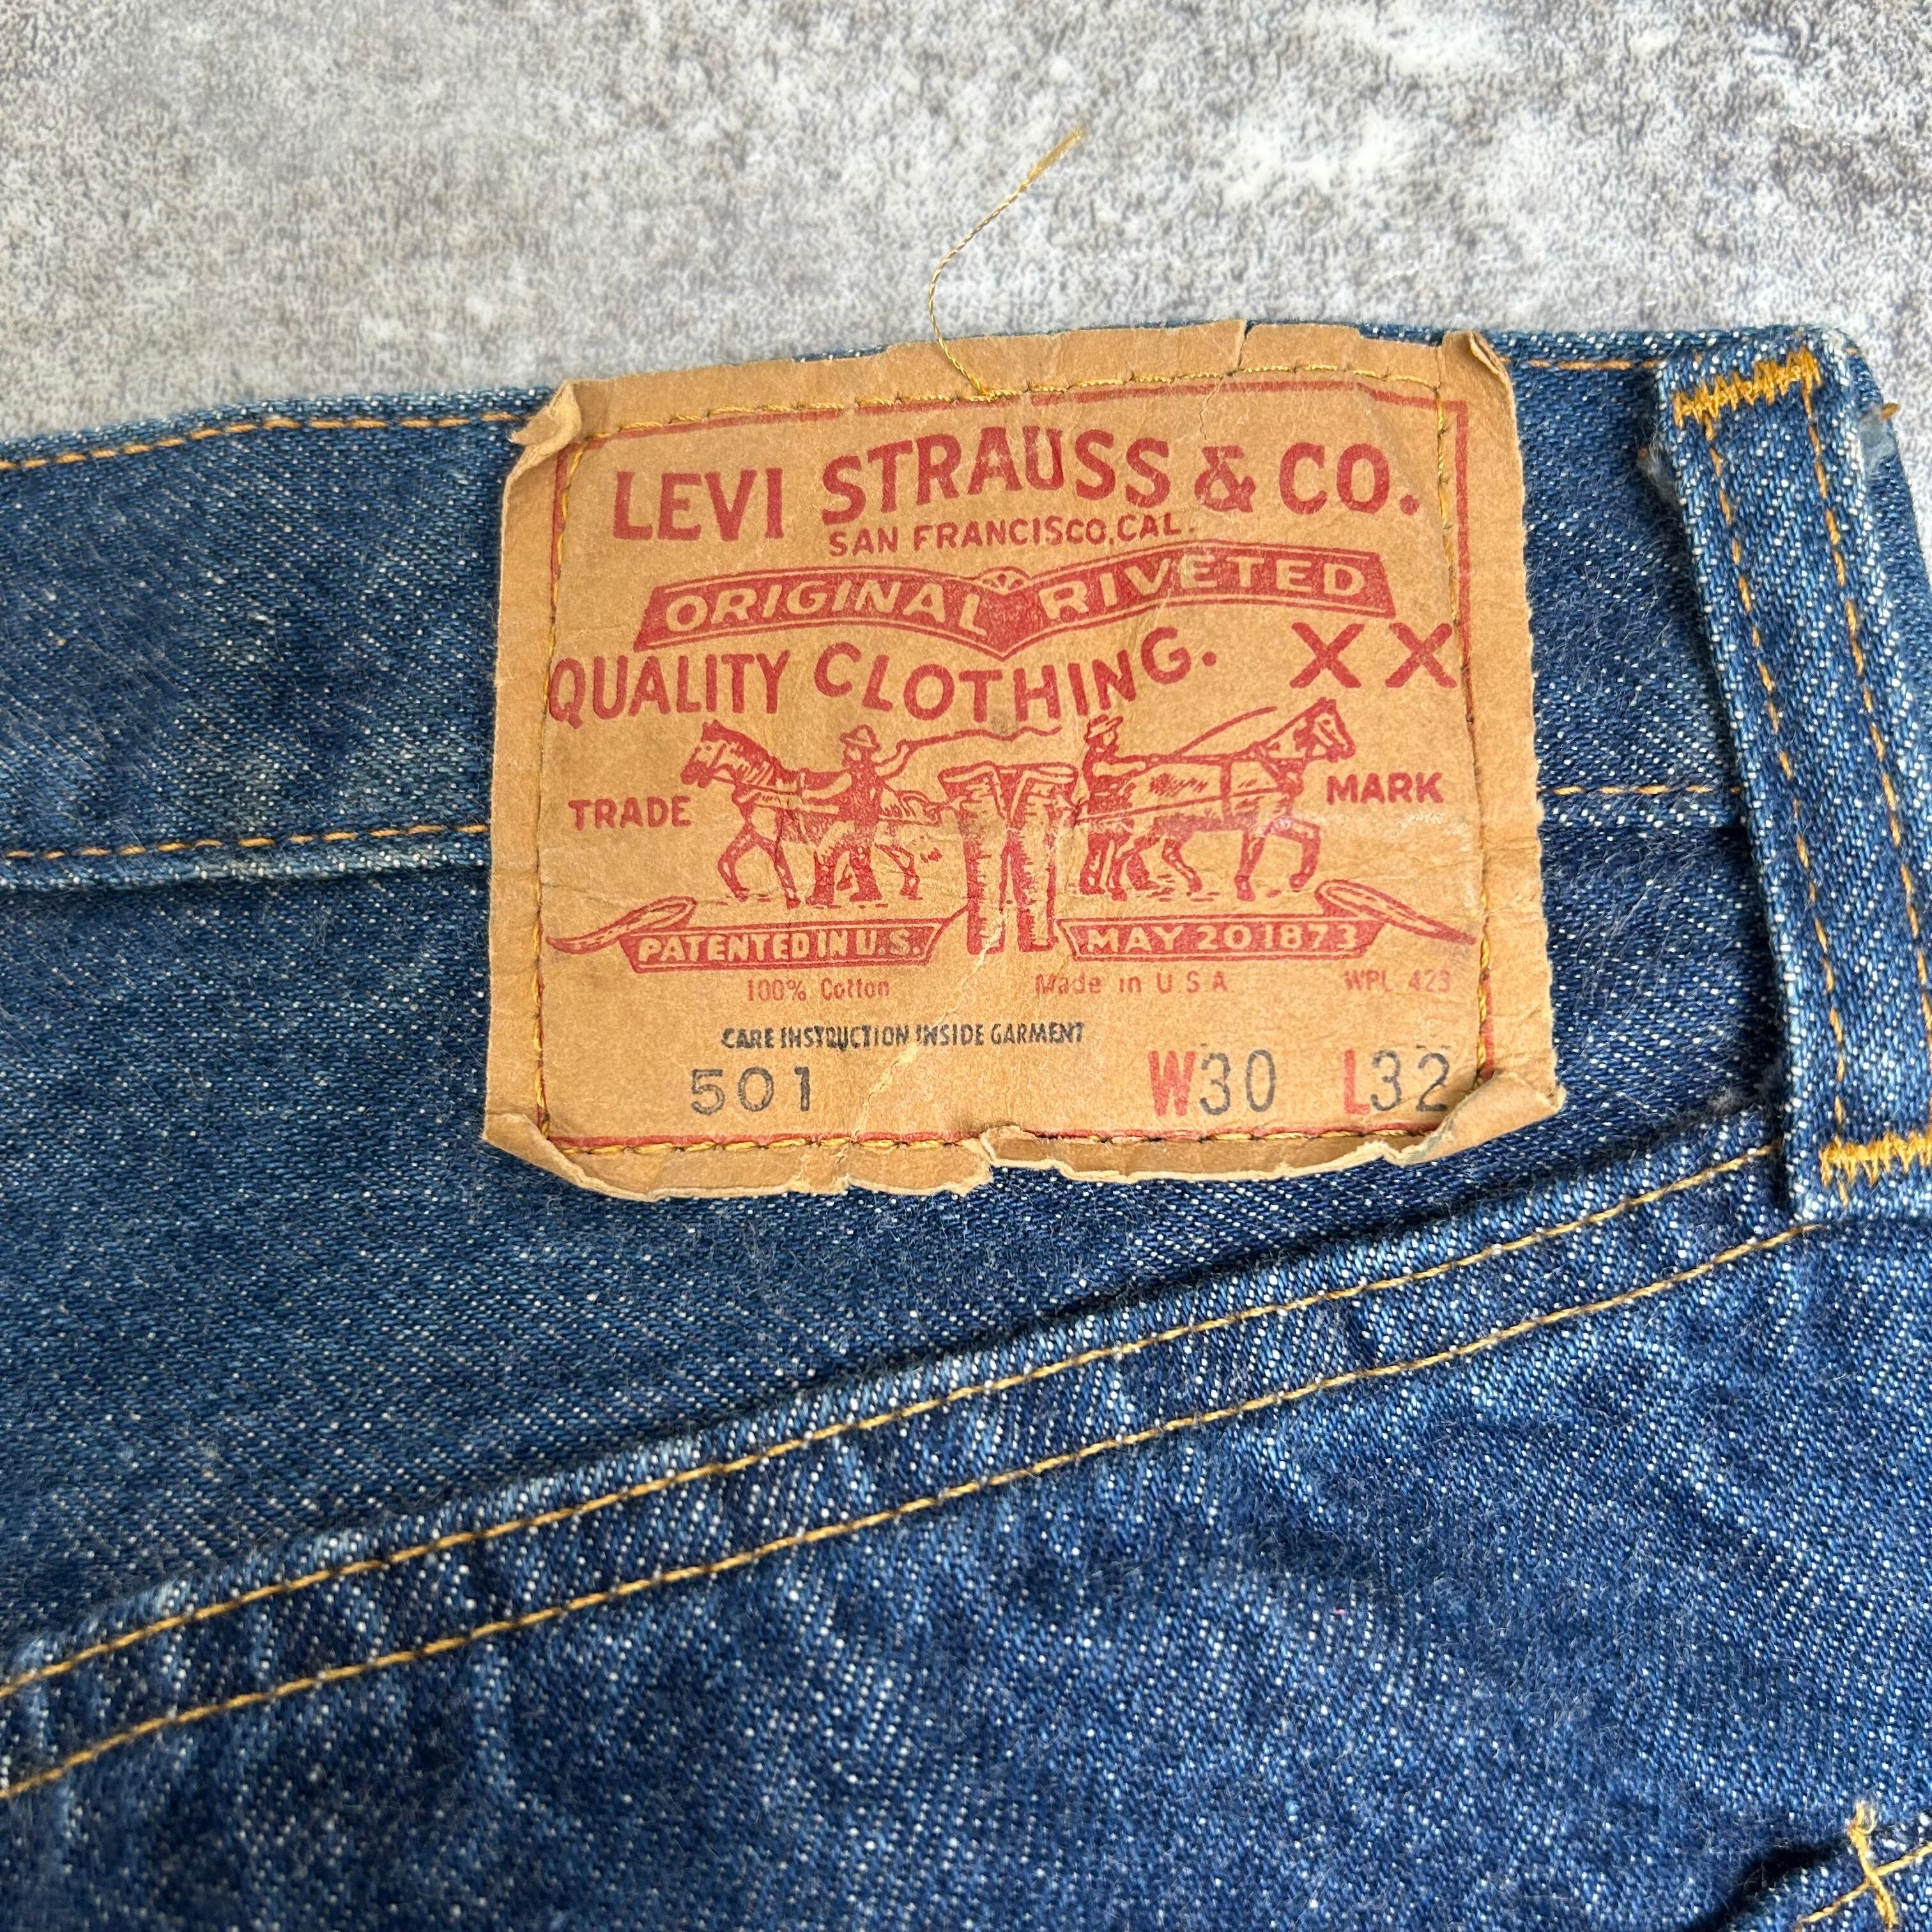 LEVI STRAUSS & CO.
SAN FRANCISCO, CAL.
ORIGINAL RIVETED
QUALITY CLOTHING. XX
TRADE MARK
PATENTED IN U.S. MAY 20 1873
100% Cotton Made in U S A WPL 423
CARE INSTRUCTION INSIDE GARMENT
501 W30 L32